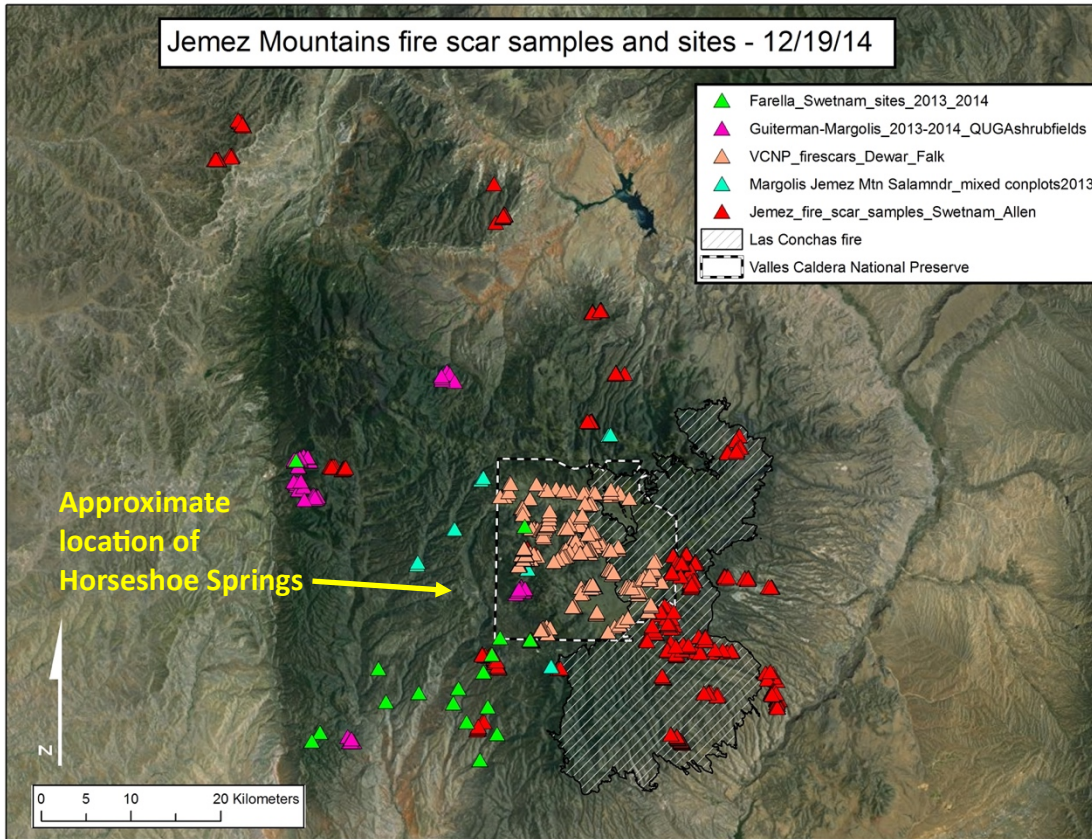 Jemez Mountains fire scar samples and sites - 12/19/14
Farella_Swetnam_sites_2013_2014
Guiterman-Margolis_2013-2014_QUGAshrubfields
VCNP_firescars_Dewar_Falk
Margolis Jemez Mtn Salamndr_mixed conplots2013
Jemez_fire_scar_samples_Swetnam_Allen
Las Conchas fire
Valles Caldera National Preserve
Approximate
location of
Horseshoe Springs
N
0 5 10 20 Kilometers